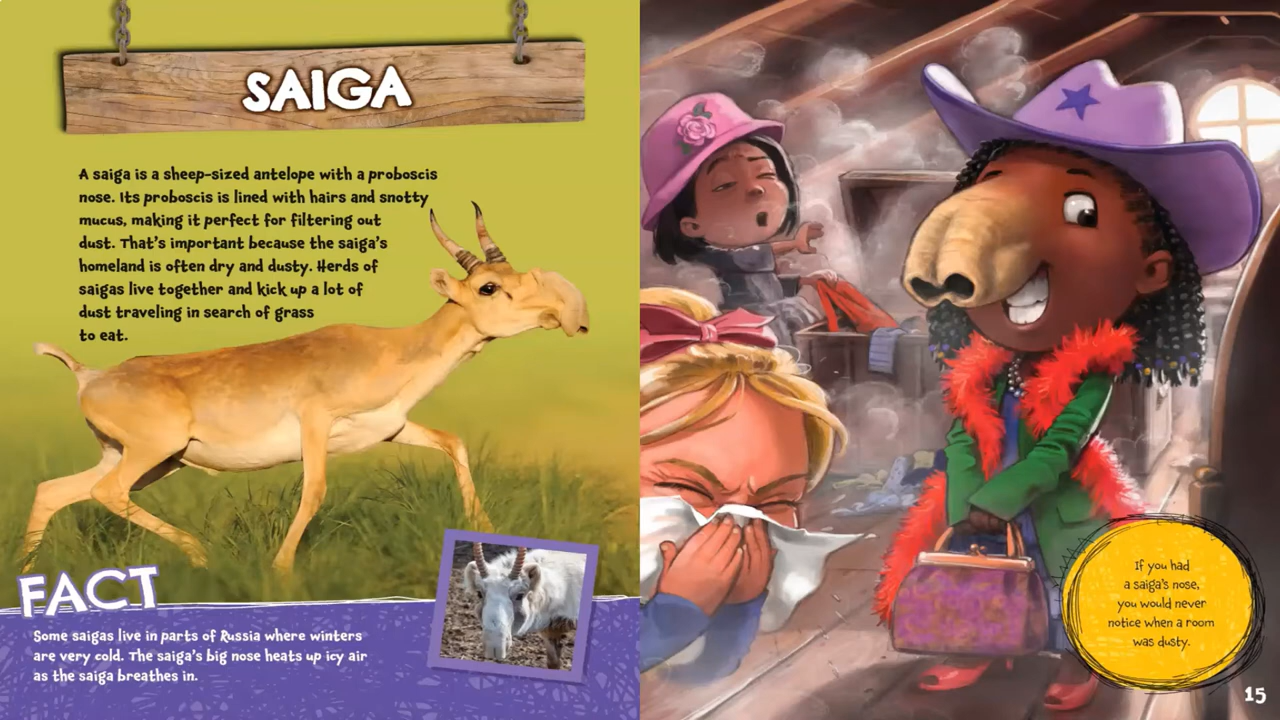 SAIGA
A saiga is a sheep-sized antelope with a proboscis
nose. Its proboscis is lined with hairs and snotty
mucus, making it perfect for filtering out
dust. That's important because the saiga's
homeland is often dry and dusty. Herds of
saigas live together and kick up a lot of
dust traveling in search of grass
to eat.
FACT
Some saigas live in parts of Russia where winters
are very cold. The saiga's big nose heats up icy air
as the saiga breathes in.
If you had
a saiga's nose,
you would never
notice when a room
was dusty.
15